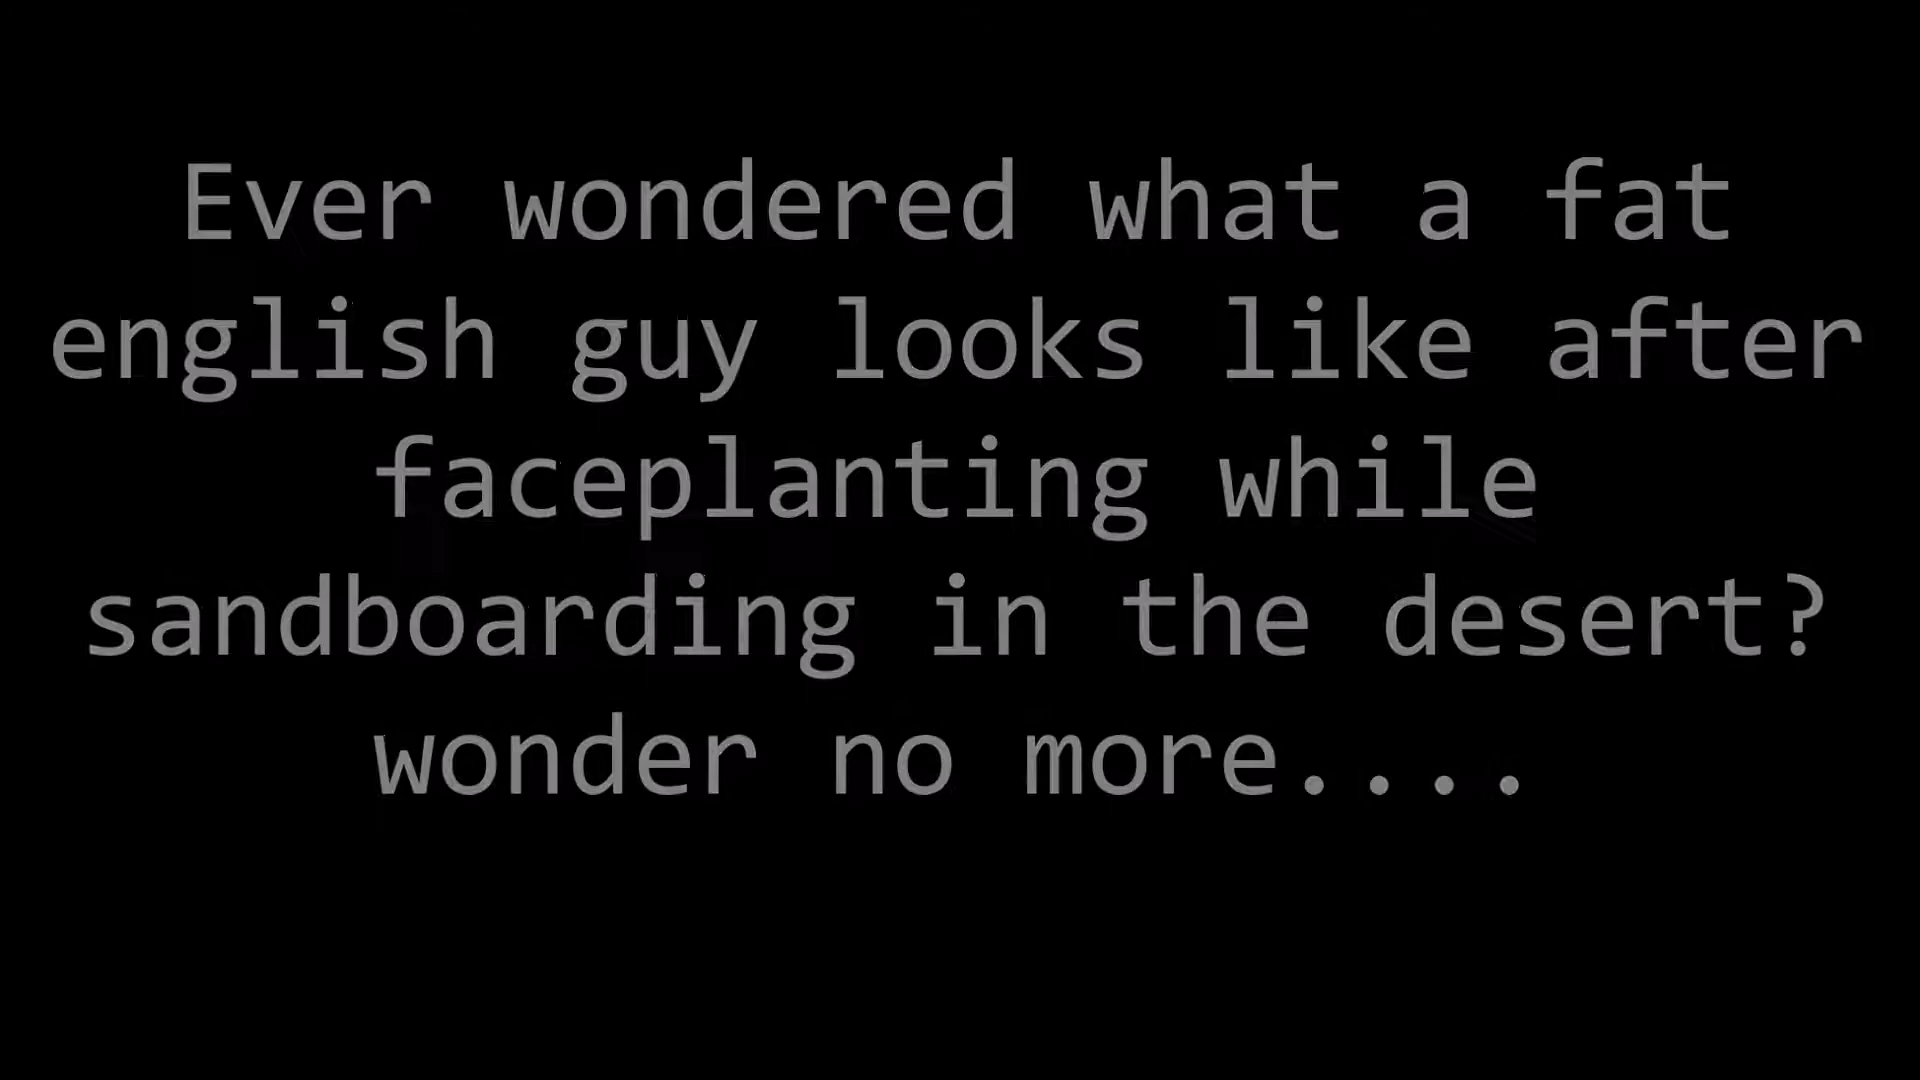 Ever wondered what a fat
english guy looks like after
faceplanting while
sandboarding in the desert?
wonder no more....